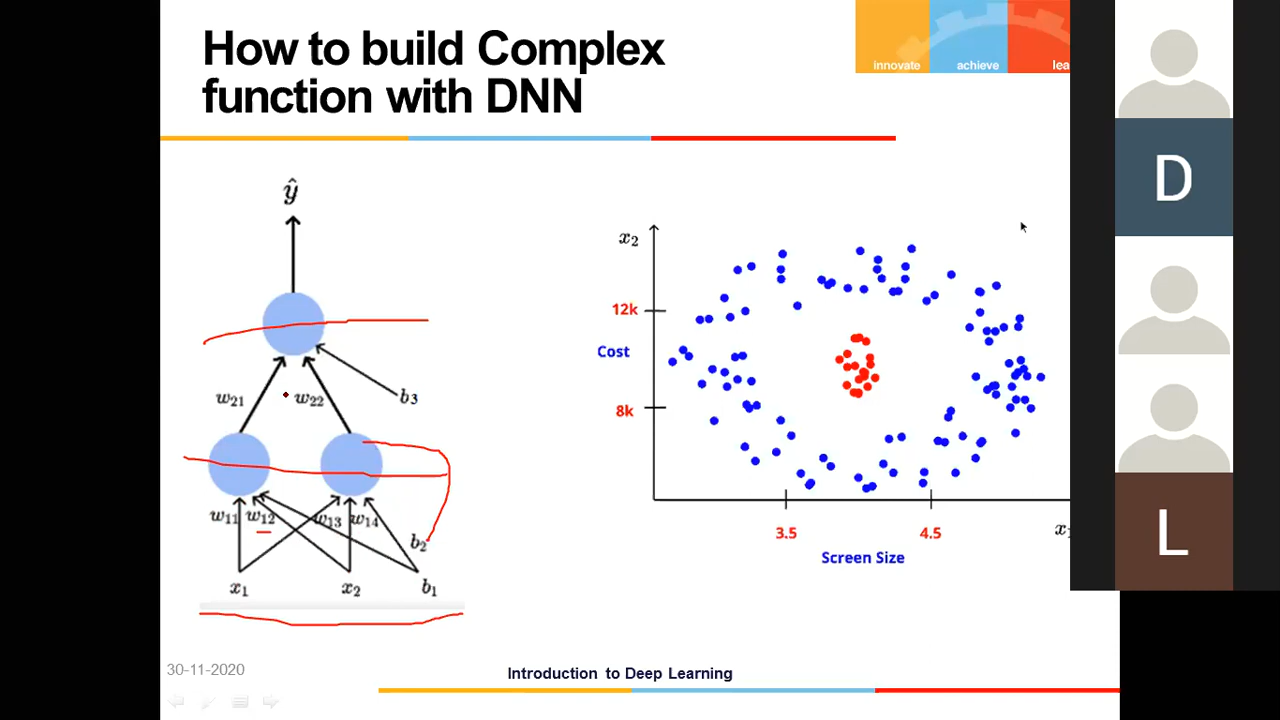 How to build Complex
function with DNN
innovate achieve lea
ŷ
w21 w22
b3
w11 w12 w13 w14
b2
x1 x2 b1
x2
12k
Cost
8k
3.5 4.5
x1
Screen Size
D
L
30-11-2020
Introduction to Deep Learning